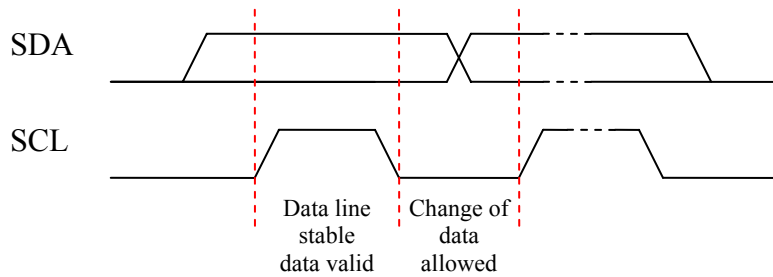 SDA
SCL
Data line
stable
data valid
Change of
data
allowed